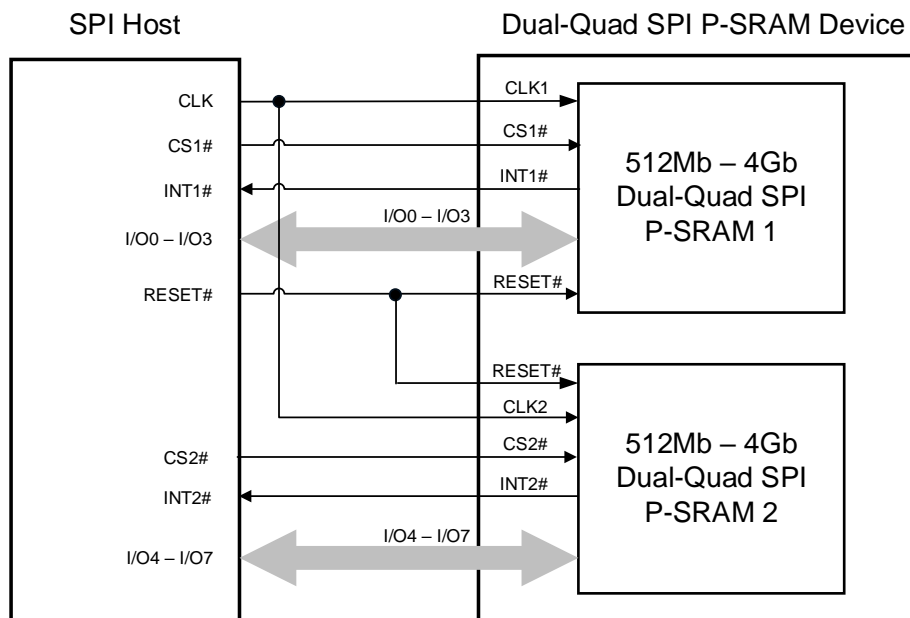 SPI Host
Dual-Quad SPI P-SRAM Device
CLK
CLK1
CS1#
CS1#
INT1#
INT1#
I/O0 – I/O3
I/O0 – I/O3
RESET#
RESET#
512Mb – 4Gb
Dual-Quad SPI
P-SRAM 1
RESET#
CLK2
CS2#
CS2#
INT2#
INT2#
I/O4 – I/O7
I/O4 – I/O7
512Mb – 4Gb
Dual-Quad SPI
P-SRAM 2